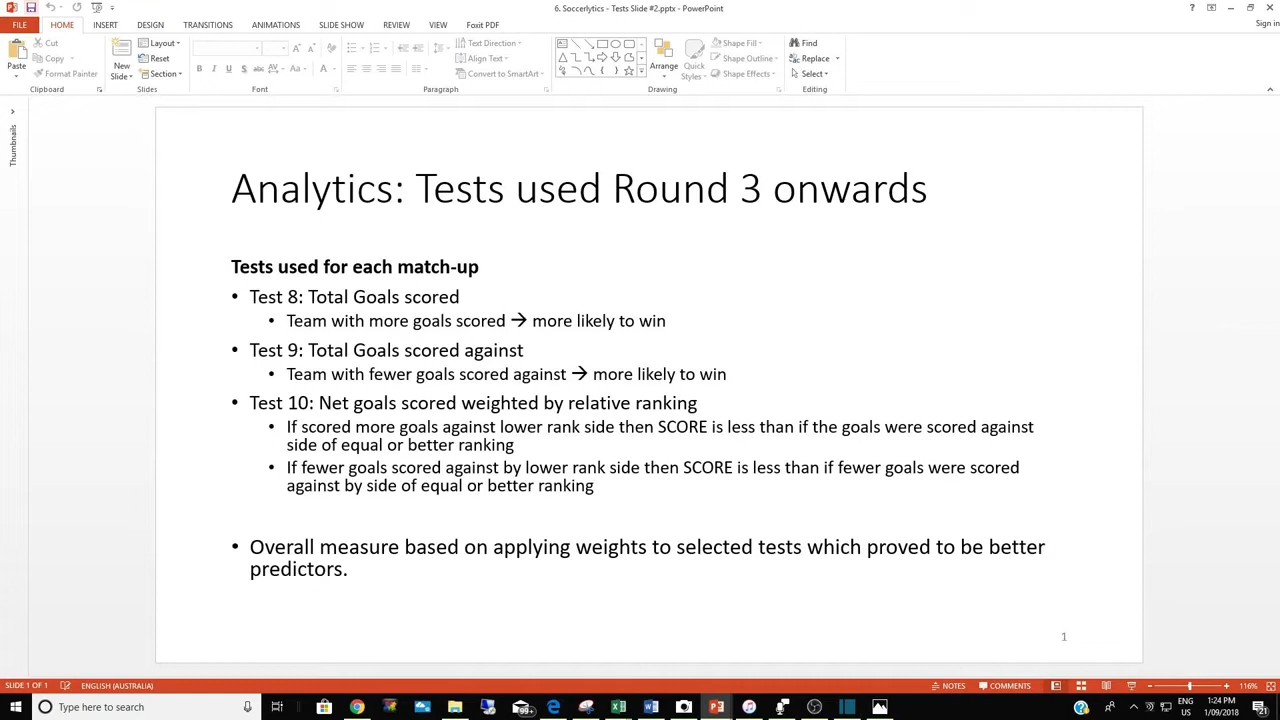 6. Soccerlytics - Tests Slide #2.pptx - PowerPoint
FILE HOME INSERT DESIGN TRANSITIONS ANIMATIONS SLIDE SHOW REVIEW VIEW Foxit PDF
Sign in
Paste
Cut
Copy
Format Painter
Clipboard
New Slide
Layout
Reset
Section
Slides
Font
Text Direction
Align Text
Convert to SmartArt
Paragraph
Arrange
Quick Styles
Shape Fill
Shape Outline
Shape Effects
Drawing
Find
Replace
Select
Editing
Thumbnails
Analytics: Tests used Round 3 onwards
Tests used for each match-up
• Test 8: Total Goals scored
• Team with more goals scored → more likely to win
• Test 9: Total Goals scored against
• Team with fewer goals scored against → more likely to win
• Test 10: Net goals scored weighted by relative ranking
• If scored more goals against lower rank side then SCORE is less than if the goals were scored against
side of equal or better ranking
• If fewer goals scored against by lower rank side then SCORE is less than if fewer goals were scored
against by side of equal or better ranking
• Overall measure based on applying weights to selected tests which proved to be better
predictors.
1
SLIDE 1 OF 1 ENGLISH (AUSTRALIA) NOTES COMMENTS 116%
Type here to search
99+
ENG
US
1:24 PM
1/09/2018
21